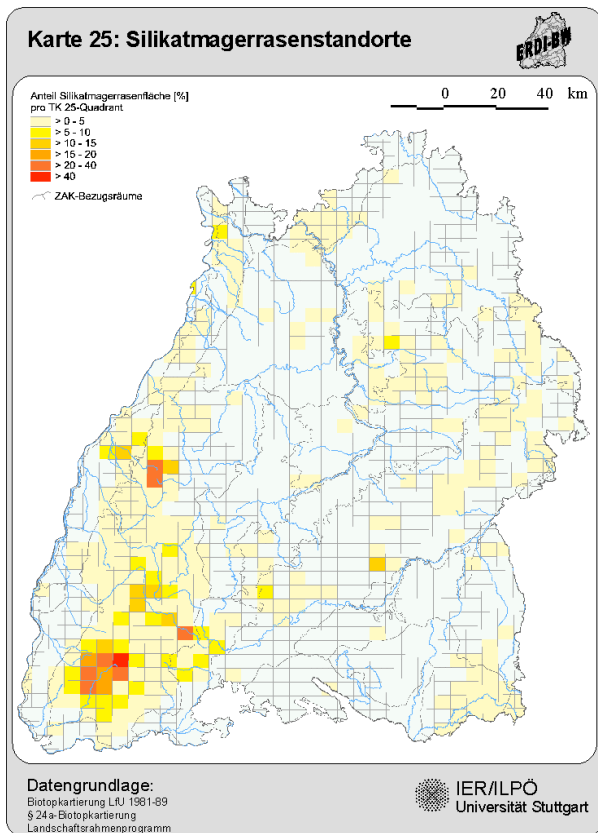 Karte 25: Silikatmagerrasenstandorte
ERDI-BW
Anteil Silikatmagerrasenfläche [%]
pro TK 25-Quadrant
> 0 - 5
> 5 - 10
> 10 - 15
> 15 - 20
> 20 - 40
> 40
ZAK-Bezugsräume
0 20 40 km
Datengrundlage:
Biotopkartierung LfU 1981-89
§ 24a-Biotopkartierung
Landschaftsrahmenprogramm
IER/ILPÖ
Universität Stuttgart